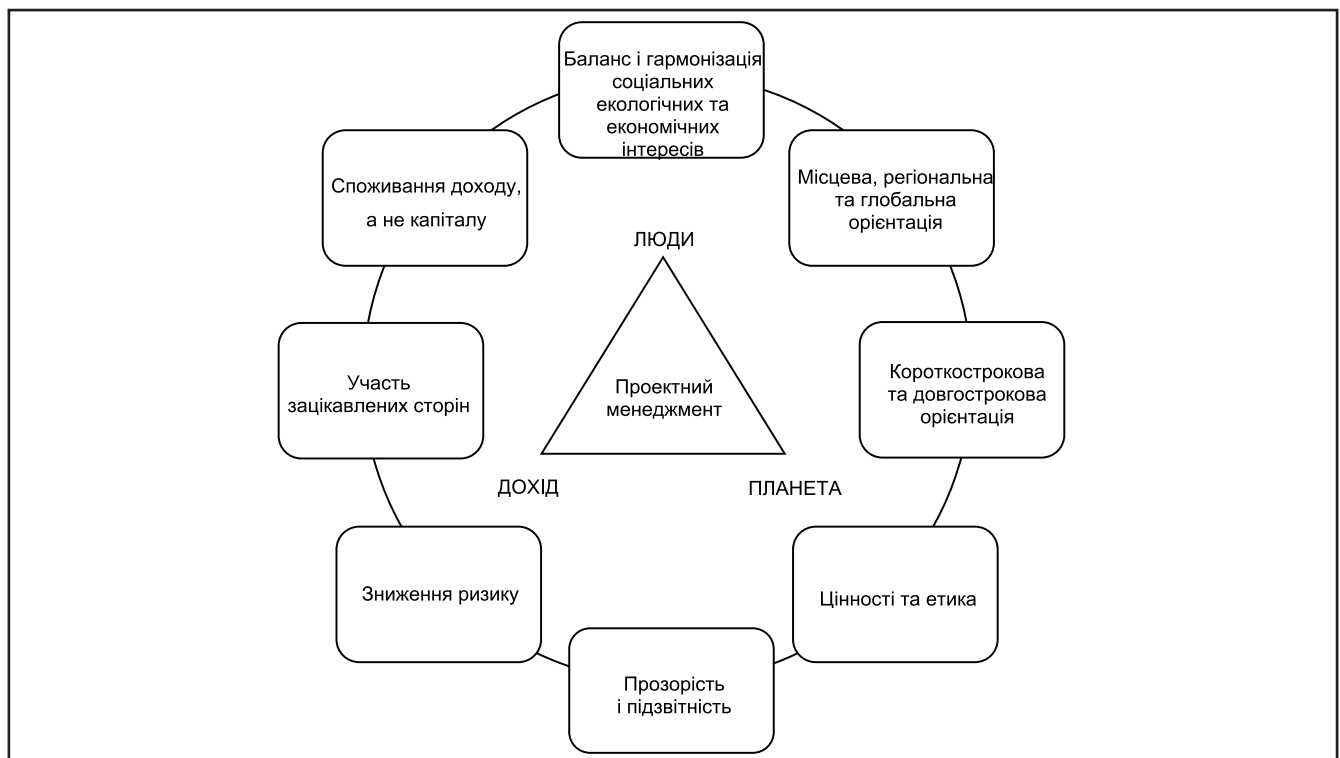 Баланс і гармонізація
соціальних
екологічних та
економічних
інтересів
Споживання доходу,
а не капіталу
Місцева, регіональна
та глобальна
орієнтація
ЛЮДИ
Участь
зацікавлених сторін
Проектний
менеджмент
Короткострокова
та довгострокова
орієнтація
ДОХІД
ПЛАНЕТА
Зниження ризику
Цінності та етика
Прозорість
і підзвітність